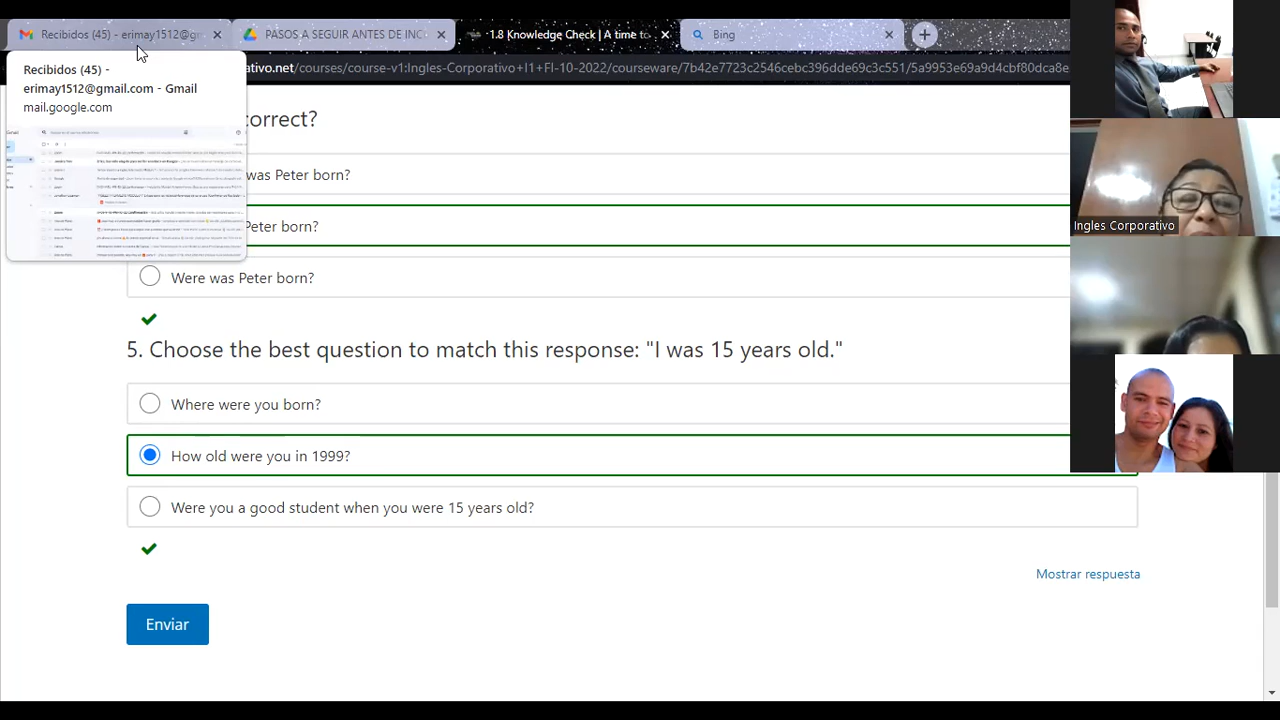 Recibidos (45) - erimay1512@g
PASOS A SEGUIR ANTES DE INC
1.8 Knowledge Check | A time to
Bing
Recibidos (45) -
erimay1512@gmail.com - Gmail
mail.google.com
ativo.net/courses/course-v1:Ingles-Corporativo+I1+FI-10-2022/courseware/7b42e7723c2546cebc396dde69c3c551/5a9953e69a9d4cbf80dca8e
orrect?
was Peter born?
Peter born?
Were was Peter born?
5. Choose the best question to match this response: "I was 15 years old."
Where were you born?
How old were you in 1999?
Were you a good student when you were 15 years old?
Mostrar respuesta
Enviar
Ingles Corporativo